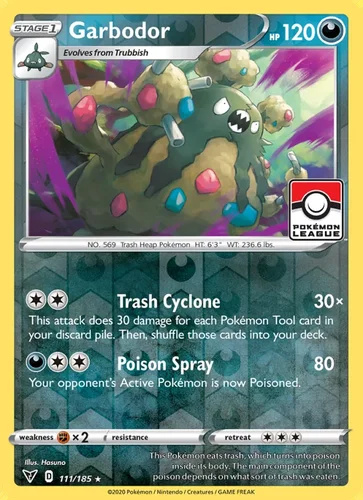 STAGE 1
Garbodor
HP 120
Evolves from Trubbish
POKÉMON
LEAGUE
NO. 569 Trash Heap Pokémon HT: 6'3" WT: 236.6 lbs.
Trash Cyclone 30×
This attack does 30 damage for each Pokémon Tool card in
your discard pile. Then, shuffle those cards into your deck.
Poison Spray 80
Your opponent's Active Pokémon is now Poisoned.
weakness ×2 resistance retreat
Illus. Hasuno
D 111/185 ★
This Pokémon eats trash, which turns into poison
inside its body. The main component of the
poison depends on what sort of trash was eaten.
©2020 Pokémon / Nintendo / Creatures / GAME FREAK